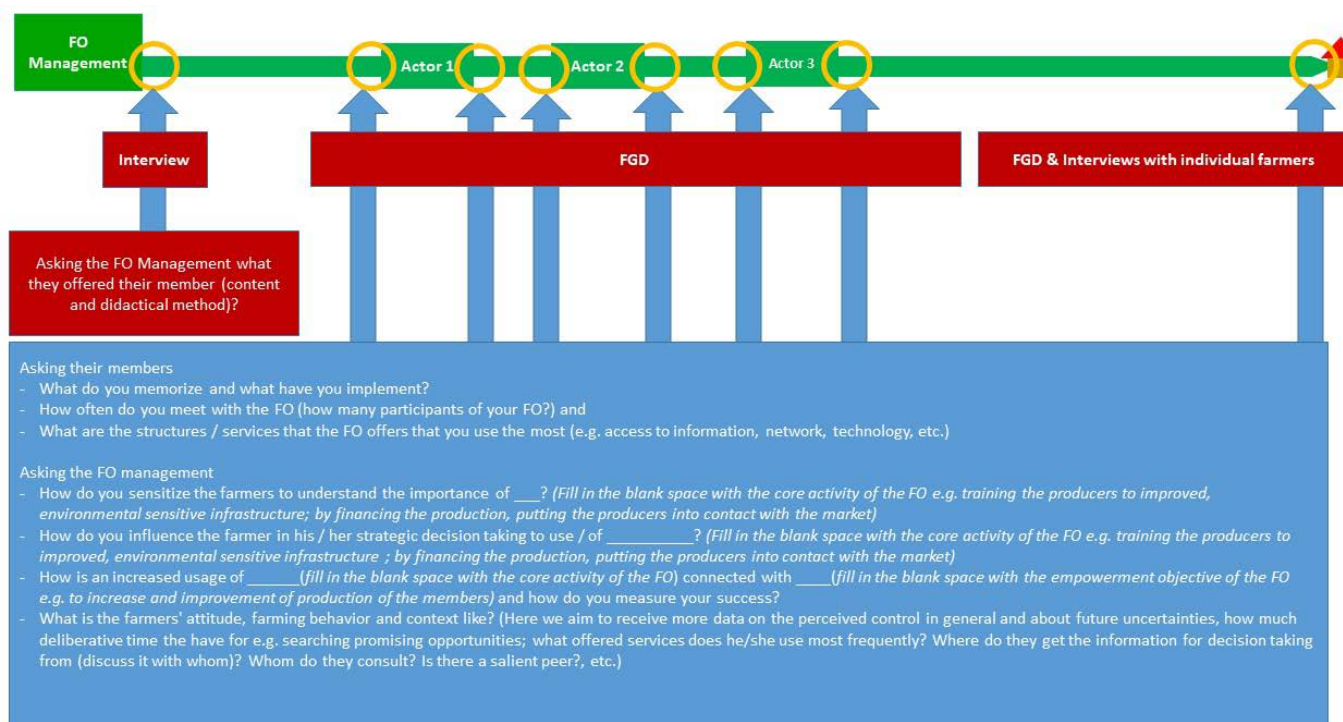 FO
Management
Actor 1
Actor 2
Actor 3
Interview
FGD
FGD & Interviews with individual farmers
Asking the FO Management what
they offered their member (content
and didactical method)?
Asking their members
- What do you memorize and what have you implement?
- How often do you meet with the FO (how many participants of your FO?) and
- What are the structures / services that the FO offers that you use the most (e.g. access to information, network, technology, etc.)
Asking the FO management
- How do you sensitize the farmers to understand the importance of ___? (Fill in the blank space with the core activity of the FO e.g. training the producers to improved,
environmental sensitive infrastructure; by financing the production, putting the producers into contact with the market)
- How do you influence the farmer in his / her strategic decision taking to use / of __________? (Fill in the blank space with the core activity of the FO e.g. training the producers to
improved, environmental sensitive infrastructure ; by financing the production, putting the producers into contact with the market)
- How is an increased usage of ______(fill in the blank space with the core activity of the FO) connected with ____(fill in the blank space with the empowerment objective of the FO
e.g. to increase and improvement of production of the members) and how do you measure your success?
- What is the farmers' attitude, farming behavior and context like? (Here we aim to receive more data on the perceived control in general and about future uncertainties, how much
deliberative time the have for e.g. searching promising opportunities; what offered services does he/she use most frequently? Where do they get the information for decision taking
from (discuss it with whom)? Whom do they consult? Is there a salient peer?, etc.)